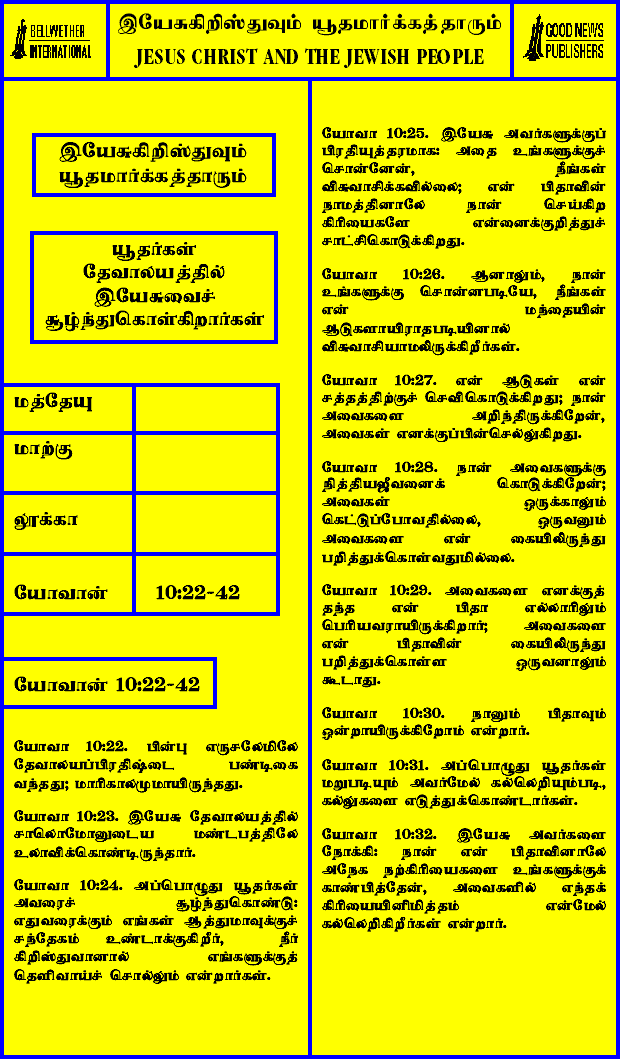 BELLWETHER
INTERNATIONAL
இயேசுகிறிஸ்துவும் யூதமார்க்கத்தாரும்
JESUS CHRIST AND THE JEWISH PEOPLE
GOOD NEWS
PUBLISHERS
இயேசுகிறிஸ்துவும்
யூதமார்க்கத்தாரும்
யூதர்கள்
தேவாலயத்தில்
இயேசுவைச்
சூழ்ந்துகொள்கிறார்கள்
மத்தேயு
மாற்கு
லூக்கா
யோவான் 10:22-42
யோவான் 10:22-42
யோவா 10:22. பின்பு எருசலேமிலே
தேவாலயப்பிரதிஷ்டை பண்டிகை
வந்தது; மாரிகாலமுமாயிருந்தது.
யோவா 10:23. இயேசு தேவாலயத்தில்
சாலொமோனுடைய மண்டபத்திலே
உலாவிக்கொண்டிருந்தார்.
யோவா 10:24. அப்பொழுது யூதர்கள்
அவரைச் சூழ்ந்துகொண்டு:
எதுவரைக்கும் எங்கள் ஆத்துமாவுக்குச்
சந்தேகம் உண்டாக்குகிறீர், நீர்
கிறிஸ்துவானால் எங்களுக்குத்
தெளிவாய்ச் சொல்லும் என்றார்கள்.
யோவா 10:25. இயேசு அவர்களுக்குப்
பிரதியுத்தரமாக: அதை உங்களுக்குச்
சொன்னேன், நீங்கள்
விசுவாசிக்கவில்லை; என் பிதாவின்
நாமத்தினாலே நான் செய்கிற
கிரியைகளே என்னைக்குறித்துச்
சாட்சிகொடுக்கிறது.
யோவா 10:26. ஆனாலும், நான்
உங்களுக்கு சொன்னபடியே, நீங்கள்
என் மந்தையின்
ஆடுகளாயிராதபடியினால்
விசுவாசியாமலிருக்கிறீர்கள்.
யோவா 10:27. என் ஆடுகள் என்
சத்தத்திற்குச் செவிகொடுக்கிறது; நான்
அவைகளை அறிந்திருக்கிறேன்,
அவைகள் எனக்குப்பின்செல்லுகிறது.
யோவா 10:28. நான் அவைகளுக்கு
நித்தியஜீவனைக் கொடுக்கிறேன்;
அவைகள் ஒருக்காலும்
கெட்டுப்போவதில்லை, ஒருவனும்
அவைகளை என் கையிலிருந்து
பறித்துக்கொள்வதுமில்லை.
யோவா 10:29. அவைகளை எனக்குத்
தந்த என் பிதா எல்லாரிலும்
பெரியவராயிருக்கிறார்; அவைகளை
என் பிதாவின் கையிலிருந்து
பறித்துக்கொள்ள ஒருவனாலும்
கூடாது.
யோவா 10:30. நானும் பிதாவும்
ஒன்றாயிருக்கிறோம் என்றார்.
யோவா 10:31. அப்பொழுது யூதர்கள்
மறுபடியும் அவர்மேல் கல்லெறியும்படி,
கல்லுகளை எடுத்துக்கொண்டார்கள்.
யோவா 10:32. இயேசு அவர்களை
நோக்கி: நான் என் பிதாவினாலே
அநேக நற்கிரியைகளை உங்களுக்குக்
காண்பித்தேன், அவைகளில் எந்தக்
கிரியையினிமித்தம் என்மேல்
கல்லெறிகிறீர்கள் என்றார்.